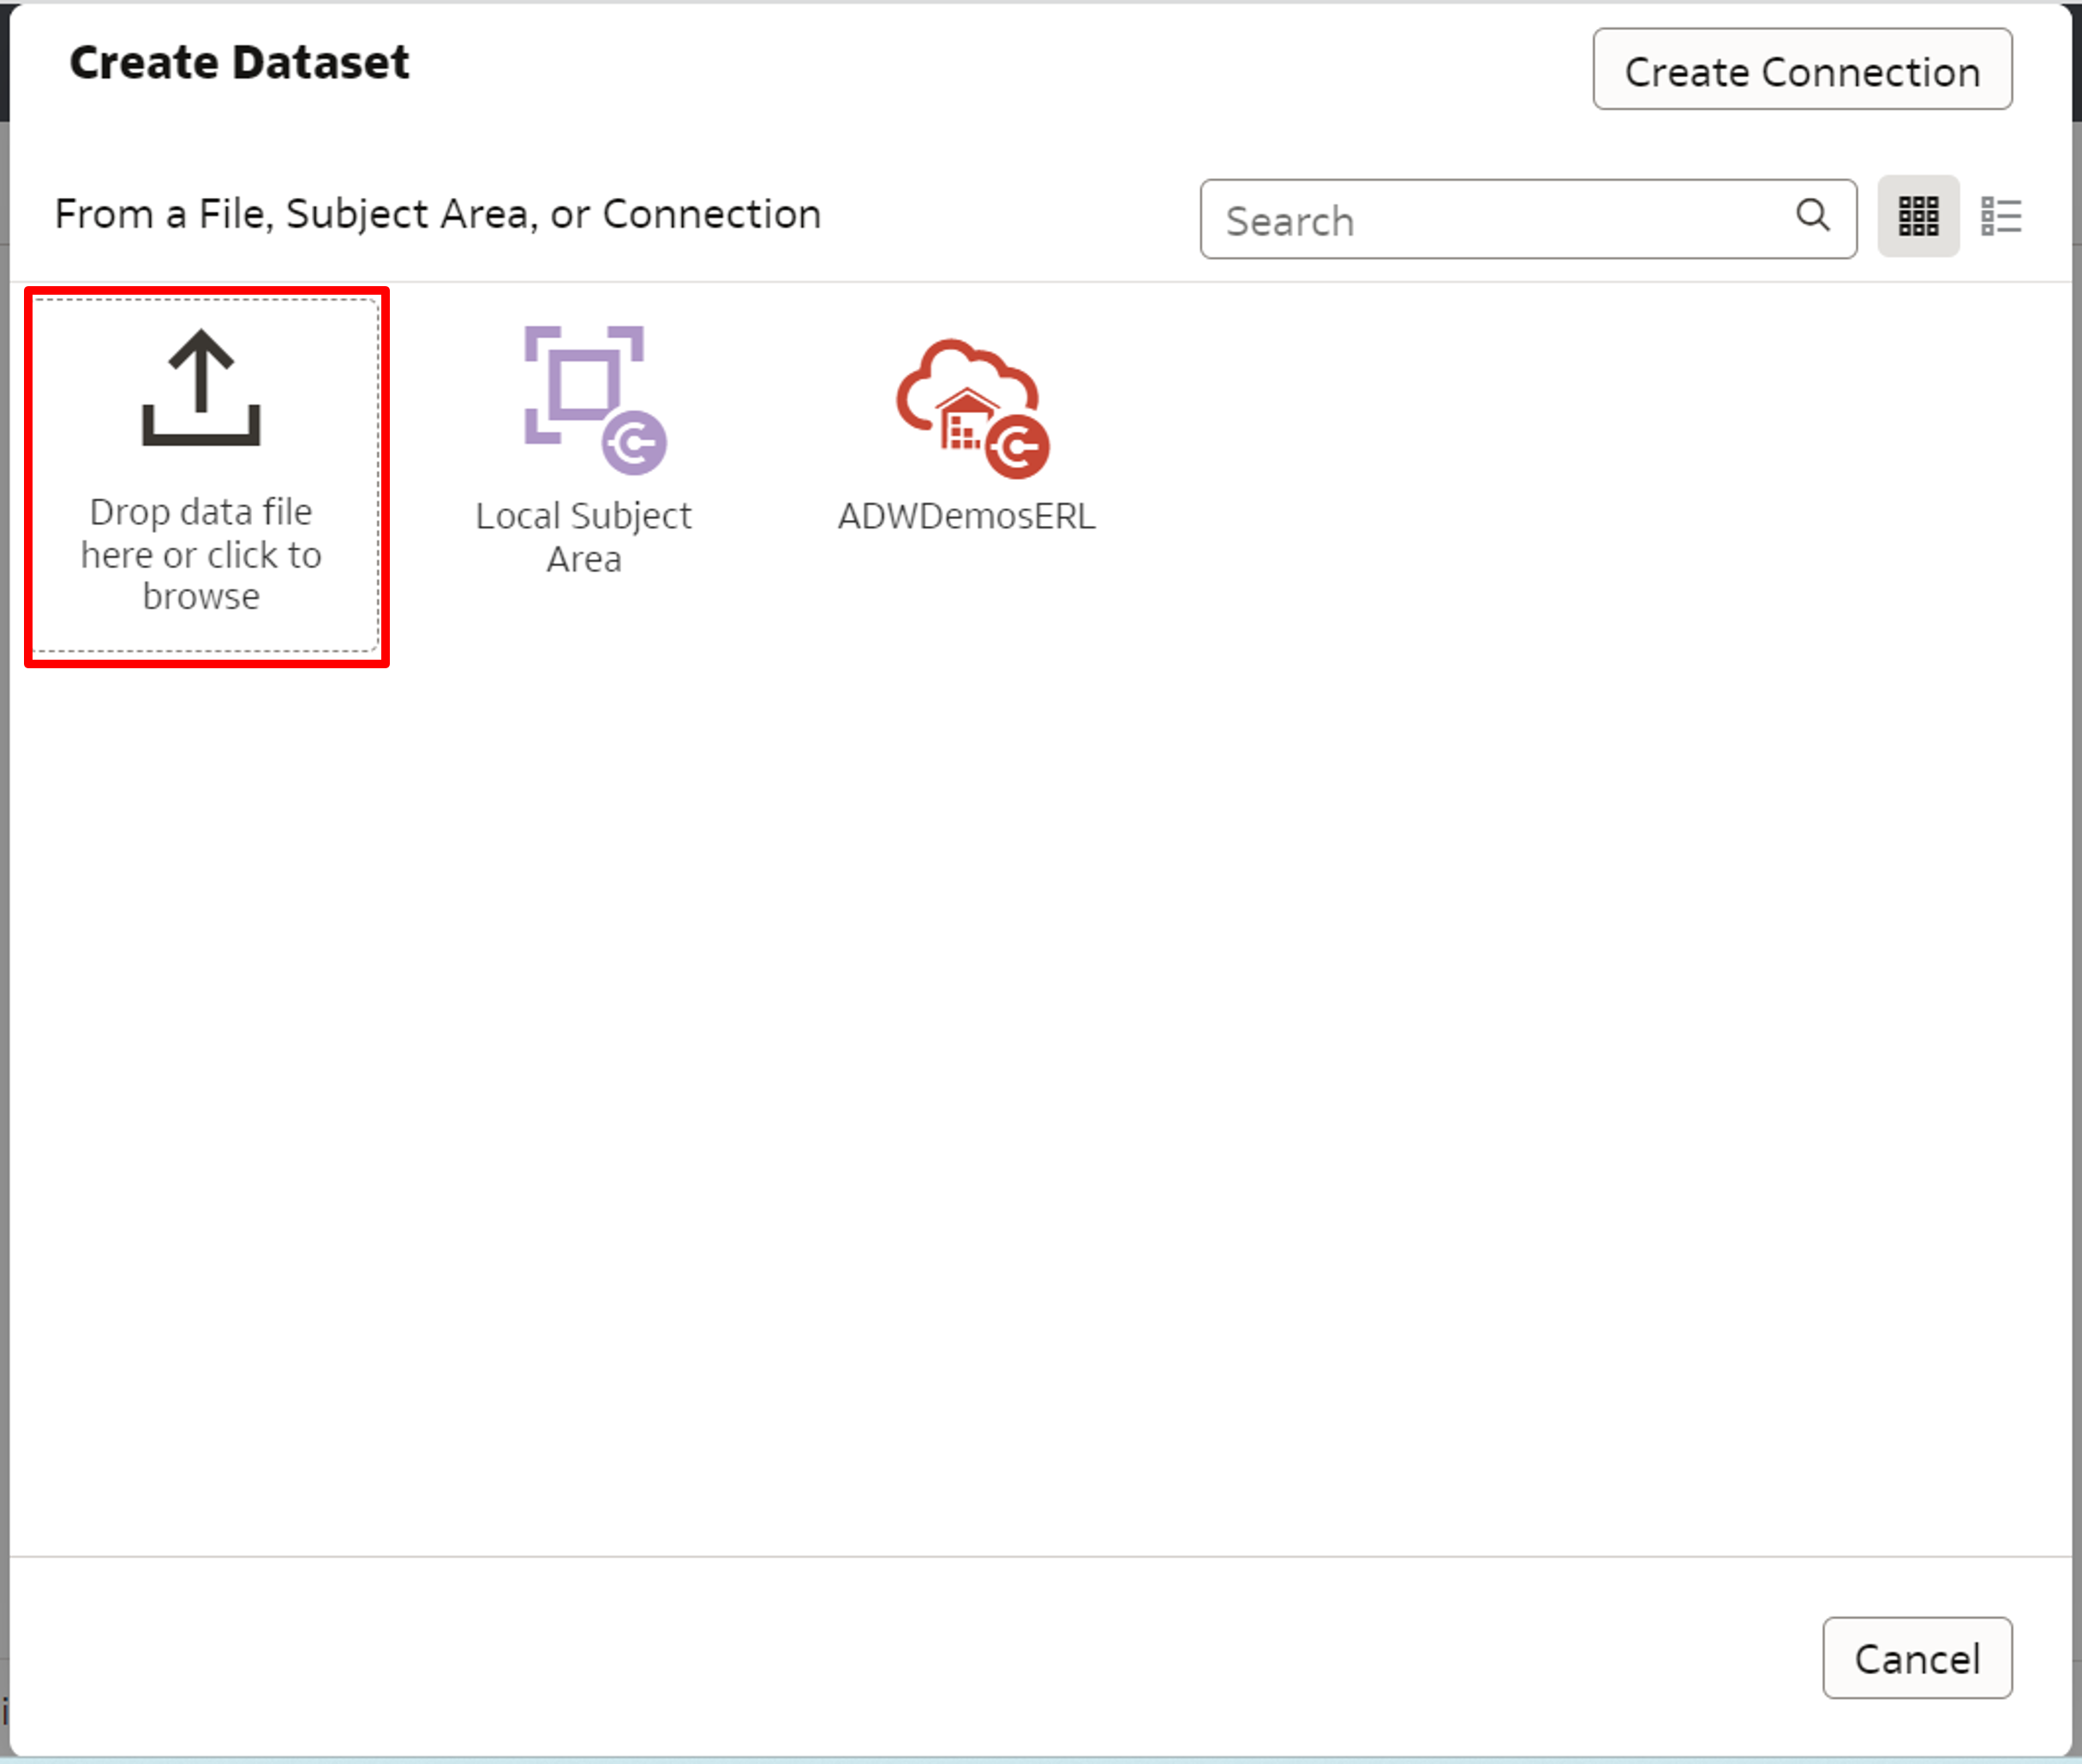 Create Dataset
Create Connection
From a File, Subject Area, or Connection
Search
Drop data file
here or click to
browse
Local Subject
Area
ADWDemosERL
Cancel